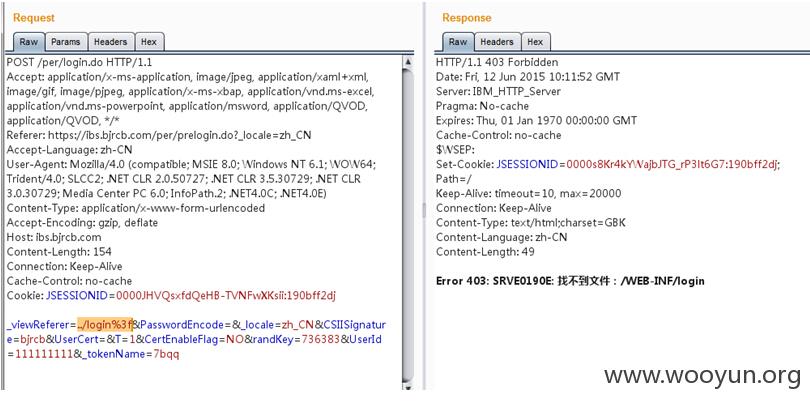 Request
Raw Params Headers Hex
POST /per/login.do HTTP/1.1
Accept: application/x-ms-application, image/jpeg, application/xaml+xml,
image/gif, image/pjpeg, application/x-ms-xbap, application/vnd.ms-excel,
application/vnd.ms-powerpoint, application/msword, application/QVOD,
application/QVOD, */*
Referer: https://ibs.bjrcb.com/per/prelogin.do?_locale=zh_CN
Accept-Language: zh-CN
User-Agent: Mozilla/4.0 (compatible; MSIE 8.0; Windows NT 6.1; WOW64;
Trident/4.0; SLCC2; .NET CLR 2.0.50727; .NET CLR 3.5.30729; .NET CLR
3.0.30729; Media Center PC 6.0; InfoPath.2; .NET4.0C; .NET4.0E)
Content-Type: application/x-www-form-urlencoded
Accept-Encoding: gzip, deflate
Host: ibs.bjrcb.com
Content-Length: 154
Connection: Keep-Alive
Cache-Control: no-cache
Cookie: JSESSIONID=0000JHVQsxfdQeHB-TVNFwXKsii:190bff2dj
_viewReferer=../login%3f&PasswordEncode=&_locale=zh_CN&CSIISignatur
e=bjrcb&UserCert=&T=1&CertEnableFlag=NO&randKey=736383&UserId
=111111111&_tokenName=7bqq
Response
Raw Headers Hex
HTTP/1.1 403 Forbidden
Date: Fri, 12 Jun 2015 10:11:52 GMT
Server: IBM_HTTP_Server
Pragma: No-cache
Expires: Thu, 01 Jan 1970 00:00:00 GMT
Cache-Control: no-cache
$WSEP:
Set-Cookie: JSESSIONID=0000s8Kr4kYWajbJTG_rP3It6G7:190bff2dj;
Path=/
Keep-Alive: timeout=10, max=20000
Connection: Keep-Alive
Content-Type: text/html;charset=GBK
Content-Language: zh-CN
Content-Length: 49
Error 403: SRVE0190E: 找不到文件：/WEB-INF/login
www.wooyun.org